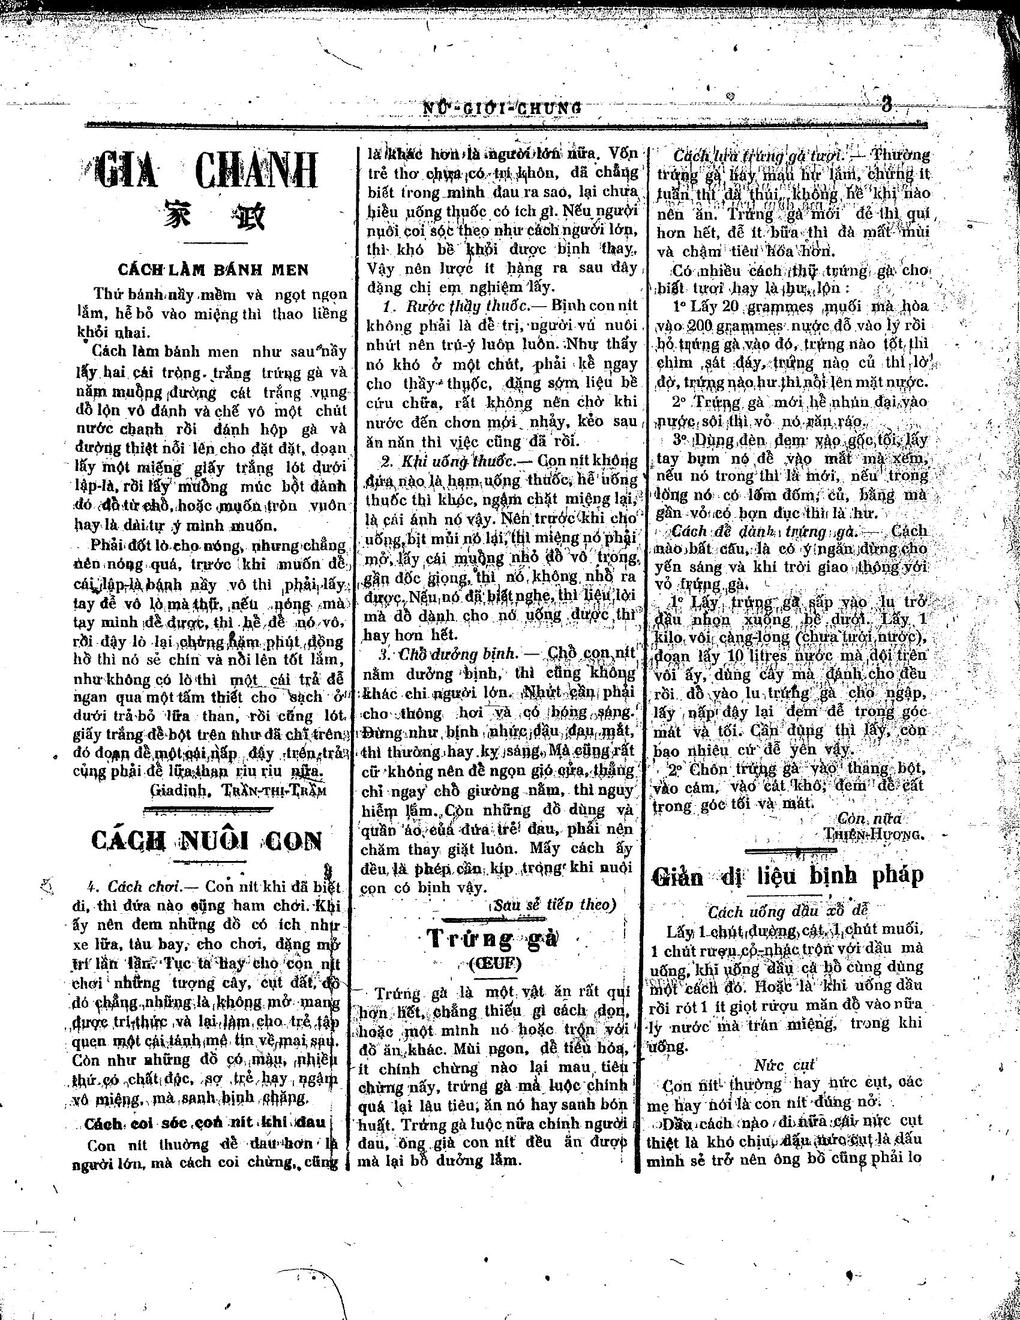 NỮ-GIỚI-CHUNG
3
GIA CHANH
家 政
CÁCH LÀM BÁNH MEN
Thứ bánh nầy mềm và ngọt ngon
lắm, hễ bỏ vào miệng thì thao liềng
khỏi nhai.
Cách làm bánh men như sau nầy
lấy hai cái tròng trắng trứng gà và
năm muỗng đường cát trắng vụng
đồ lộn vô đánh và chế vô một chút
nước chanh rồi đánh hộp gà và
đường thiệt nổi lên cho đặt đặt, đoạn
lấy một miếng giấy trắng lót dưới
lập-là, rồi lấy muỗng múc bột đánh
đó đồ từ chỗ, hoặc muốn tròn vuôn
hay là dài tự ý mình muốn.
Phải đốt lò cho nóng, nhưng chẳng
nên nóng quá, trước khi muốn để
cái lập-là bánh nầy vô thì phải lấy
tay để vô lò mà thử, nếu nóng mà
tay mình để được, thì hễ để nó vô,
rồi đậy lò lại chừng hăm phút đồng
hồ thì nó sẽ chín và nổi lên tốt lắm,
như không có lò thì một cái trả để
ngan qua một tấm thiết cho sạch ở
dưới trả bỏ lửa than, rồi cũng lót
giấy trắng để bột trên như đã chỉ trên
đó đoạn để một cái nắp đậy trên trả
cũng phải để lửa than riu riu nữa.
Giađịnh, TRẦN-THỊ-TRẦM
CÁCH NUÔI CON
4. Cách chơi.— Con nít khi đã biết
đi, thì đứa nào cũng ham chơi. Khi
ấy nên đem những đồ có ích như
xe lửa, tàu bay, cho chơi, đặng mở
trí lần lần. Tục ta hay cho con nít
chơi những tượng cây, cụt đất, đồ
đó chẳng những là không mở mang
được tri-thức và lại làm cho trẻ tập
quen một cái tánh mê tín về mai sau.
Còn như những đồ có màu, nhiều
thứ có chất độc, sợ trẻ hay ngậm
vô miệng, mà sanh bịnh chăng.
Cách coi sóc con nít khi đau
Con nít thường dễ đau hơn là
người lớn, mà cách coi chừng, cũng
là khác hơn là người lớn nữa. Vốn
trẻ thơ chưa có trí khôn, đã chẳng
biết trong mình đau ra sao, lại chưa
hiểu uống thuốc có ích gì. Nếu người
nuôi coi sóc theo như cách người lớn,
thì khó bề khỏi được bịnh thay.
Vậy nên lược ít hàng ra sau đây
đặng chị em nghiệm lấy.
1. Rước thầy thuốc.— Bịnh con nít
không phải là dễ trị, người vú nuôi
nhứt nên trú-ý luôn luôn. Như thấy
nó khó ở một chút, phải kề ngay
cho thầy thuốc, đặng sớm liệu bề
cứu chữa, rất không nên chờ khi
nước đến chơn mới nhảy, kẻo sau
ăn năn thì việc cũng đã rồi.
2. Khi uống thuốc.— Con nít không
đứa nào là ham uống thuốc, hễ uống
thuốc thì khóc, ngậm chặt miệng lại,
là cái ánh nó vậy. Nên trước khi cho
uống, bịt mũi nó lại, thì miệng nó phải
mở, lấy cái muỗng nhỏ đổ vô trong,
gần dốc giọng, thì nó không nhỏ ra
được. Nếu nó đã biết nghe, thì liệu lời
mà dỗ dành cho nó uống được thì
hay hơn hết.
3. Chỗ dưỡng bịnh. — Chỗ con nít
nằm dưỡng bịnh, thì cũng không
khác chi người lớn. Nhứt cần phải
cho thông hơi và có bóng sáng.
Đừng như bịnh nhức đầu đau mắt,
thì thường hay kỵ sáng. Mà cũng rất
cữ không nên để ngọn gió cửa, thẳng
chỉ ngay chỗ giường nằm, thì nguy
hiểm lắm. Còn những đồ dùng và
quần áo của đứa trẻ đau, phải nên
chăm thay giặt luôn. Mấy cách ấy
đều là phép cần kíp trong khi nuôi
con có bịnh vậy.
(Sau sẽ tiếp theo)
Trứng gà
(ŒUF)
Trứng gà là một vật ăn rất quí
hơn hết, chẳng thiếu gì cách dọn,
hoặc một mình nó hoặc trộn với
đồ ăn khác. Mùi ngon, dễ tiêu hóa,
ít chính chừng nào lại mau tiêu
chừng nấy, trứng gà mà luộc chính
quá lại lâu tiêu, ăn nó hay sanh bón
huất. Trứng gà luộc nữa chính người
đau, ông già con nít đều ăn được
mà lại bổ dưỡng lắm.
Cách lựa trứng gà tươi. — Thường
trứng gà hay mau hư lắm, chừng ít
tuần thì đã thúi, không hề khi nào
nên ăn. Trứng gà mới đẻ thì quí
hơn hết, để ít bữa thì đà mất mùi
và chậm tiêu hóa hơn.
Có nhiều cách thử trứng gà cho
biết tươi hay là hư, lộn :
1º Lấy 20 grammes muối mà hòa
vào 200 grammes nước đổ vào ly rồi
bỏ trứng gà vào đó, trứng nào tốt thì
chìm sát đáy, trứng nào cũ thì lờ
đờ, trứng nào hư thì nổi lên mặt nước.
2º Trứng gà mới hễ nhún đại vào
nước sôi thì vỏ nó răn ráo.
3º Dùng đèn đem vào gốc tối, lấy
tay bụm nó để vào mắt mà xem,
nếu nó trong thì là mới, nếu trong
lòng nó có lốm đốm, cũ, bằng mà
gần vỏ có bợn đục thì là hư.
Cách để dành trứng gà.— Cách
nào bất cầu, là có ý ngăn đừng cho
yến sáng và khí trời giao thông với
vỏ trứng gà.
1º Lấy trứng gà sấp vào lu trở
đầu nhọn xuống bề dưới. Lấy 1
kilo vôi càng-long (chưa tưới nước),
đoạn lấy 10 litres nước mà dội trên
vôi ấy, dùng cây mà đánh cho đều
rồi đổ vào lu trứng gà cho ngập,
lấy nắp đậy lại đem để trong góc
mát và tối. Cần dùng thì lấy, còn
bao nhiêu cứ để yên vậy.
2º Chôn trứng gà vào than bột,
vào cám, vào cát khô, đem để cất
trong góc tối và mát.
Còn nữa
THIÊN-HƯƠNG.
Giản dị liệu bịnh pháp
Cách uống dầu xổ dễ
Lấy 1 chút đường cát, 1 chút muối,
1 chút rượu cỏ-nhác trộn với dầu mà
uống, khi uống dầu cá hồ cùng dùng
một cách đó. Hoặc là khi uống dầu
rồi rót 1 ít giọt rượu măn đổ vào nữa
ly nước mà trán miệng, trong khi
uống.
Nức cụt
Con nít thường hay nức cụt, các
mẹ hay nói là con nít đúng nở.
Dầu cách nào đi nữa cái nức cụt
thiệt là khó chịu, dầu nức cụt là dấu
mình sẽ trở nên ông bồ cũng phải lo